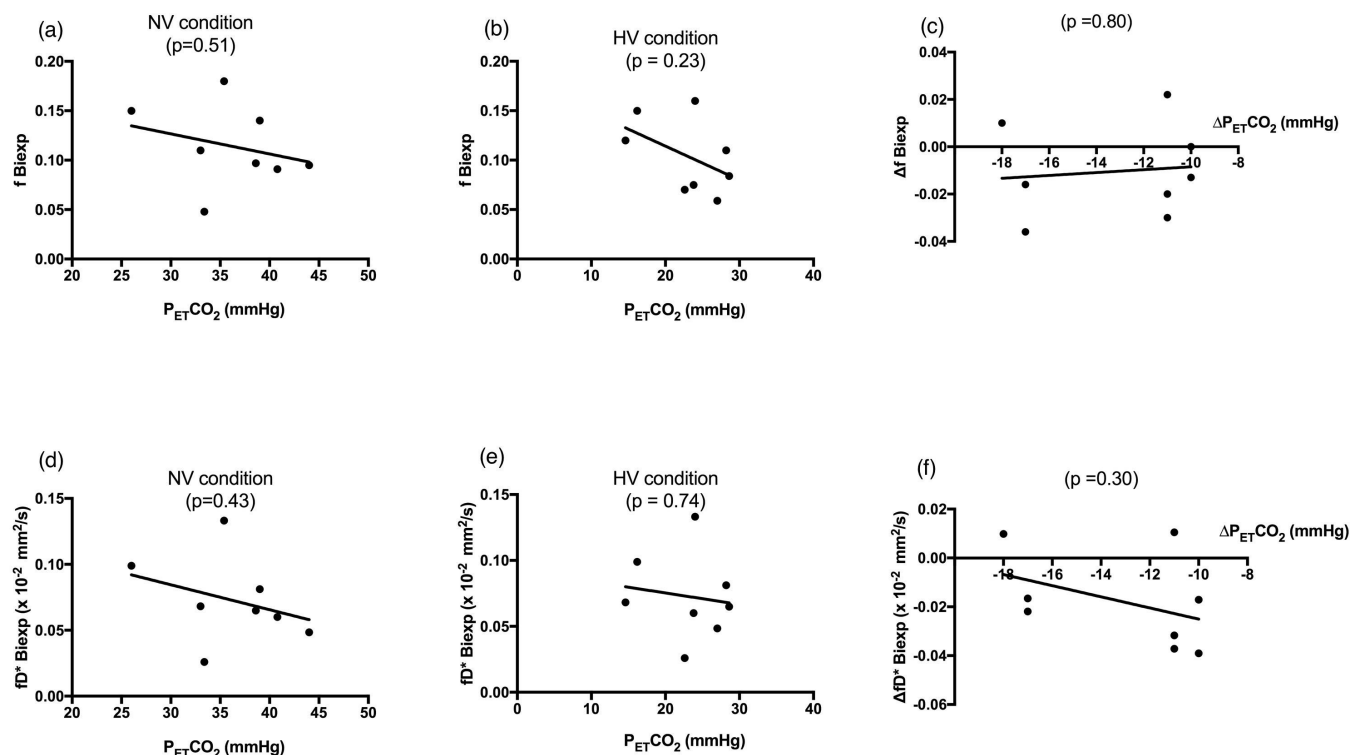 (a)
NV condition
(p=0.51)
f Biexp
0.20
0.15
0.10
0.05
0.00
20 25 30 35 40 45 50
P_ETCO₂ (mmHg)
(b)
HV condition
(p = 0.23)
f Biexp
0.20
0.15
0.10
0.05
0.00
0 10 20 30 40
P_ETCO₂ (mmHg)
(c)
(p =0.80)
Δf Biexp
0.04
0.02
0.00
-0.02
-0.04
ΔP_ETCO₂ (mmHg)
-18 -16 -14 -12 -10 -8
(d)
NV condition
(p=0.43)
fD* Biexp (x 10⁻² mm²/s)
0.15
0.10
0.05
0.00
20 25 30 35 40 45 50
P_ETCO₂ (mmHg)
(e)
HV condition
(p = 0.74)
fD* Biexp (x 10⁻² mm²/s)
0.15
0.10
0.05
0.00
0 10 20 30 40
P_ETCO₂ (mmHg)
(f)
(p =0.30)
ΔfD* Biexp (x 10⁻² mm²/s)
0.02
0.00
-0.02
-0.04
-0.06
ΔP_ETCO₂ (mmHg)
-18 -16 -14 -12 -10 -8